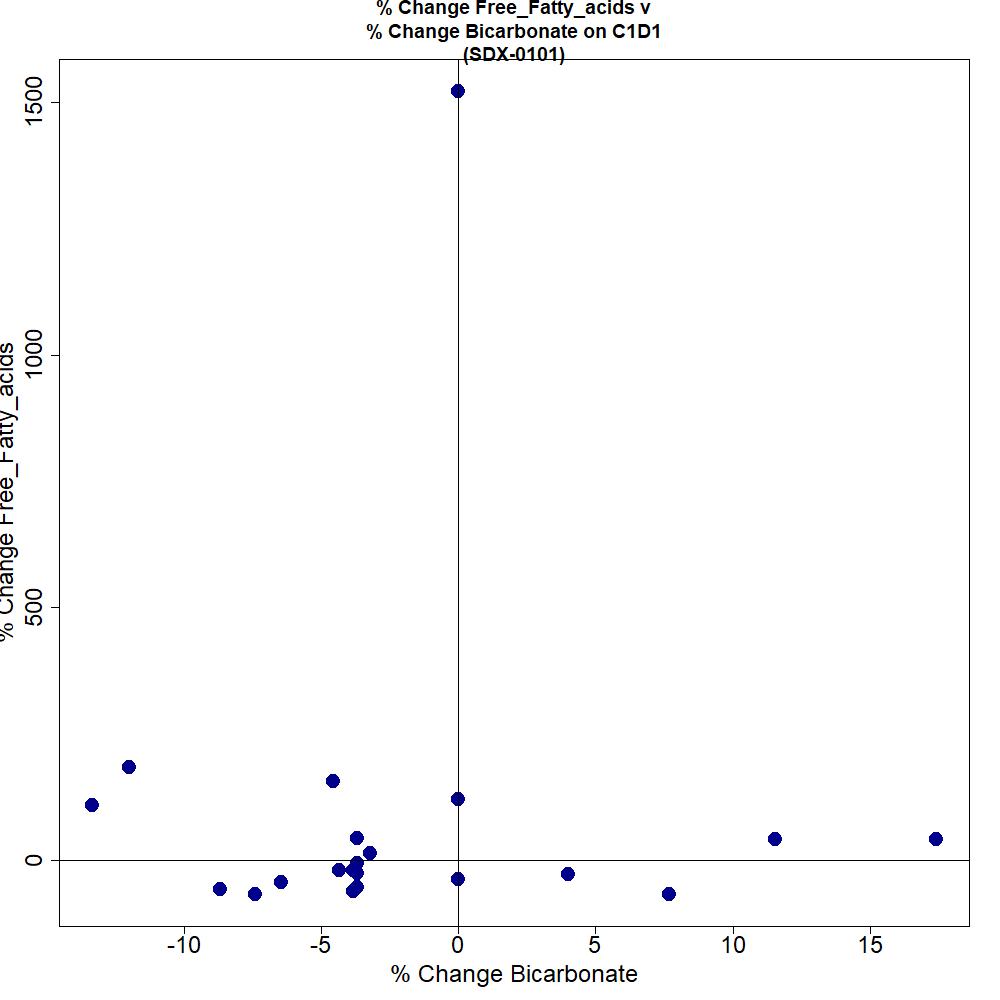 % Change Free_Fatty_acids v
% Change Bicarbonate on C1D1
(SDX-0101)
% Change Free_Fatty_acids
1500
1000
500
0
-10 -5 0 5 10 15
% Change Bicarbonate